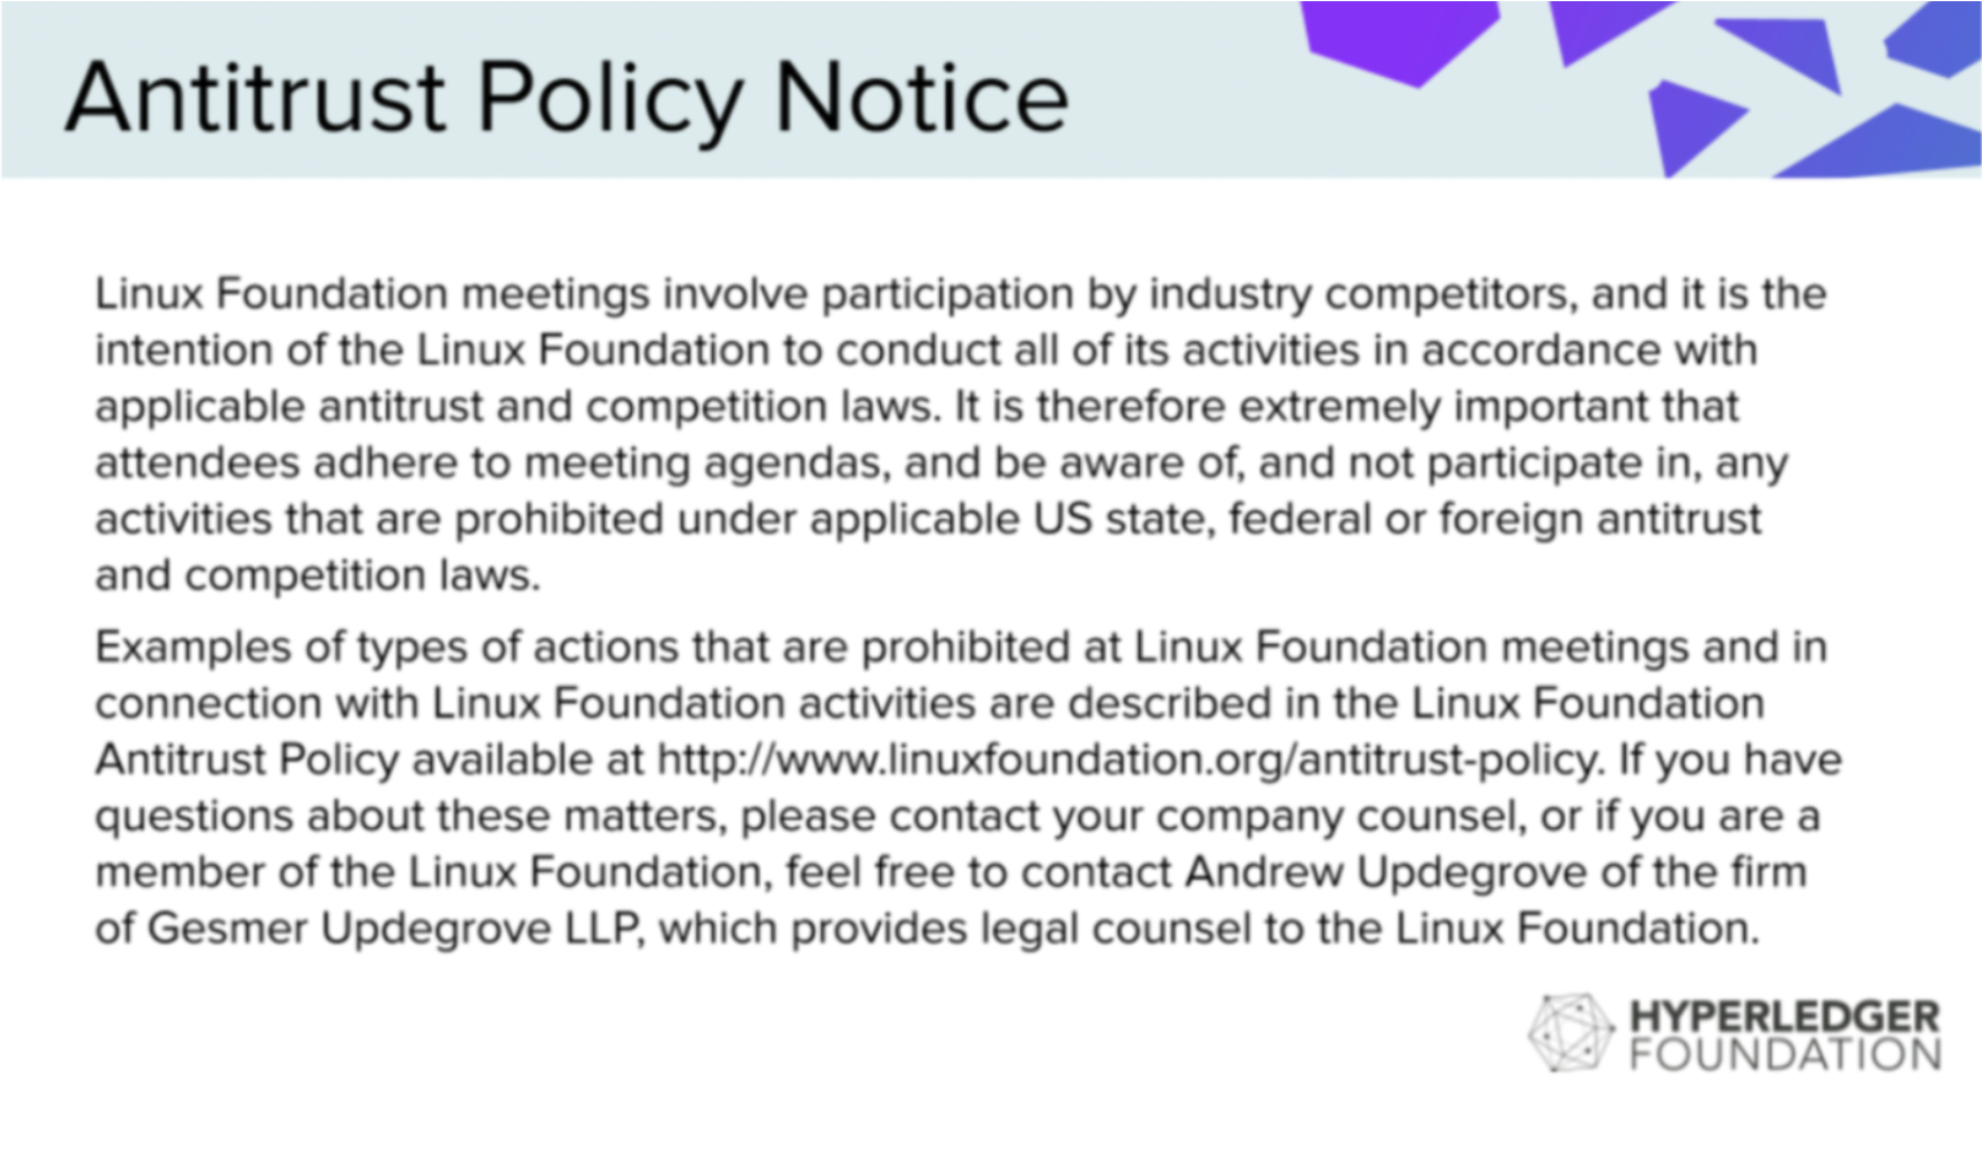 Antitrust Policy Notice
Linux Foundation meetings involve participation by industry competitors, and it is the
intention of the Linux Foundation to conduct all of its activities in accordance with
applicable antitrust and competition laws. It is therefore extremely important that
attendees adhere to meeting agendas, and be aware of, and not participate in, any
activities that are prohibited under applicable US state, federal or foreign antitrust
and competition laws.
Examples of types of actions that are prohibited at Linux Foundation meetings and in
connection with Linux Foundation activities are described in the Linux Foundation
Antitrust Policy available at http://www.linuxfoundation.org/antitrust-policy. If you have
questions about these matters, please contact your company counsel, or if you are a
member of the Linux Foundation, feel free to contact Andrew Updegrove of the firm
of Gesmer Updegrove LLP, which provides legal counsel to the Linux Foundation.
HYPERLEDGER
FOUNDATION